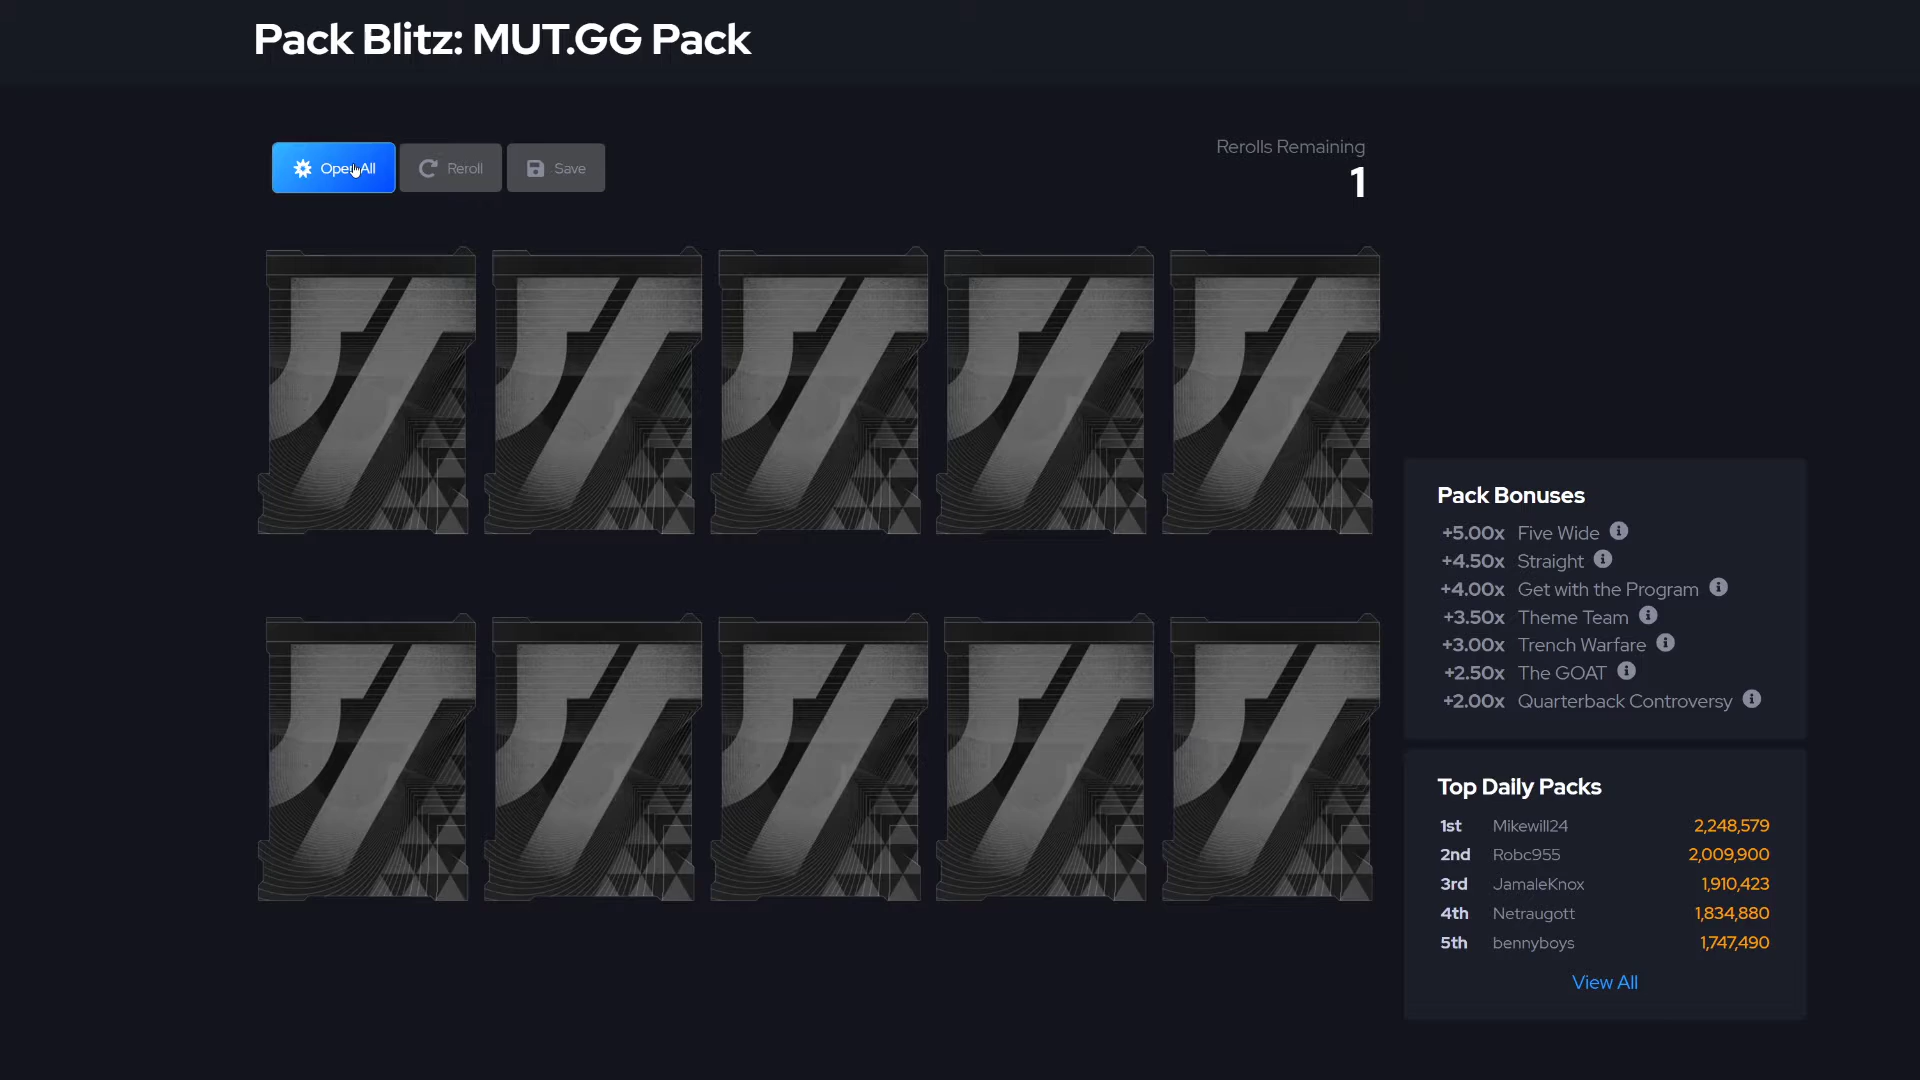 Pack Blitz: MUT.GG Pack
Open All
Reroll
Save
Rerolls Remaining
1
Pack Bonuses
+5.00x Five Wide
+4.50x Straight
+4.00x Get with the Program
+3.50x Theme Team
+3.00x Trench Warfare
+2.50x The GOAT
+2.00x Quarterback Controversy
Top Daily Packs
1st Mikewill24 2,248,579
2nd Robc955 2,009,900
3rd JamaleKnox 1,910,423
4th Netraugott 1,834,880
5th bennyboys 1,747,490
View All